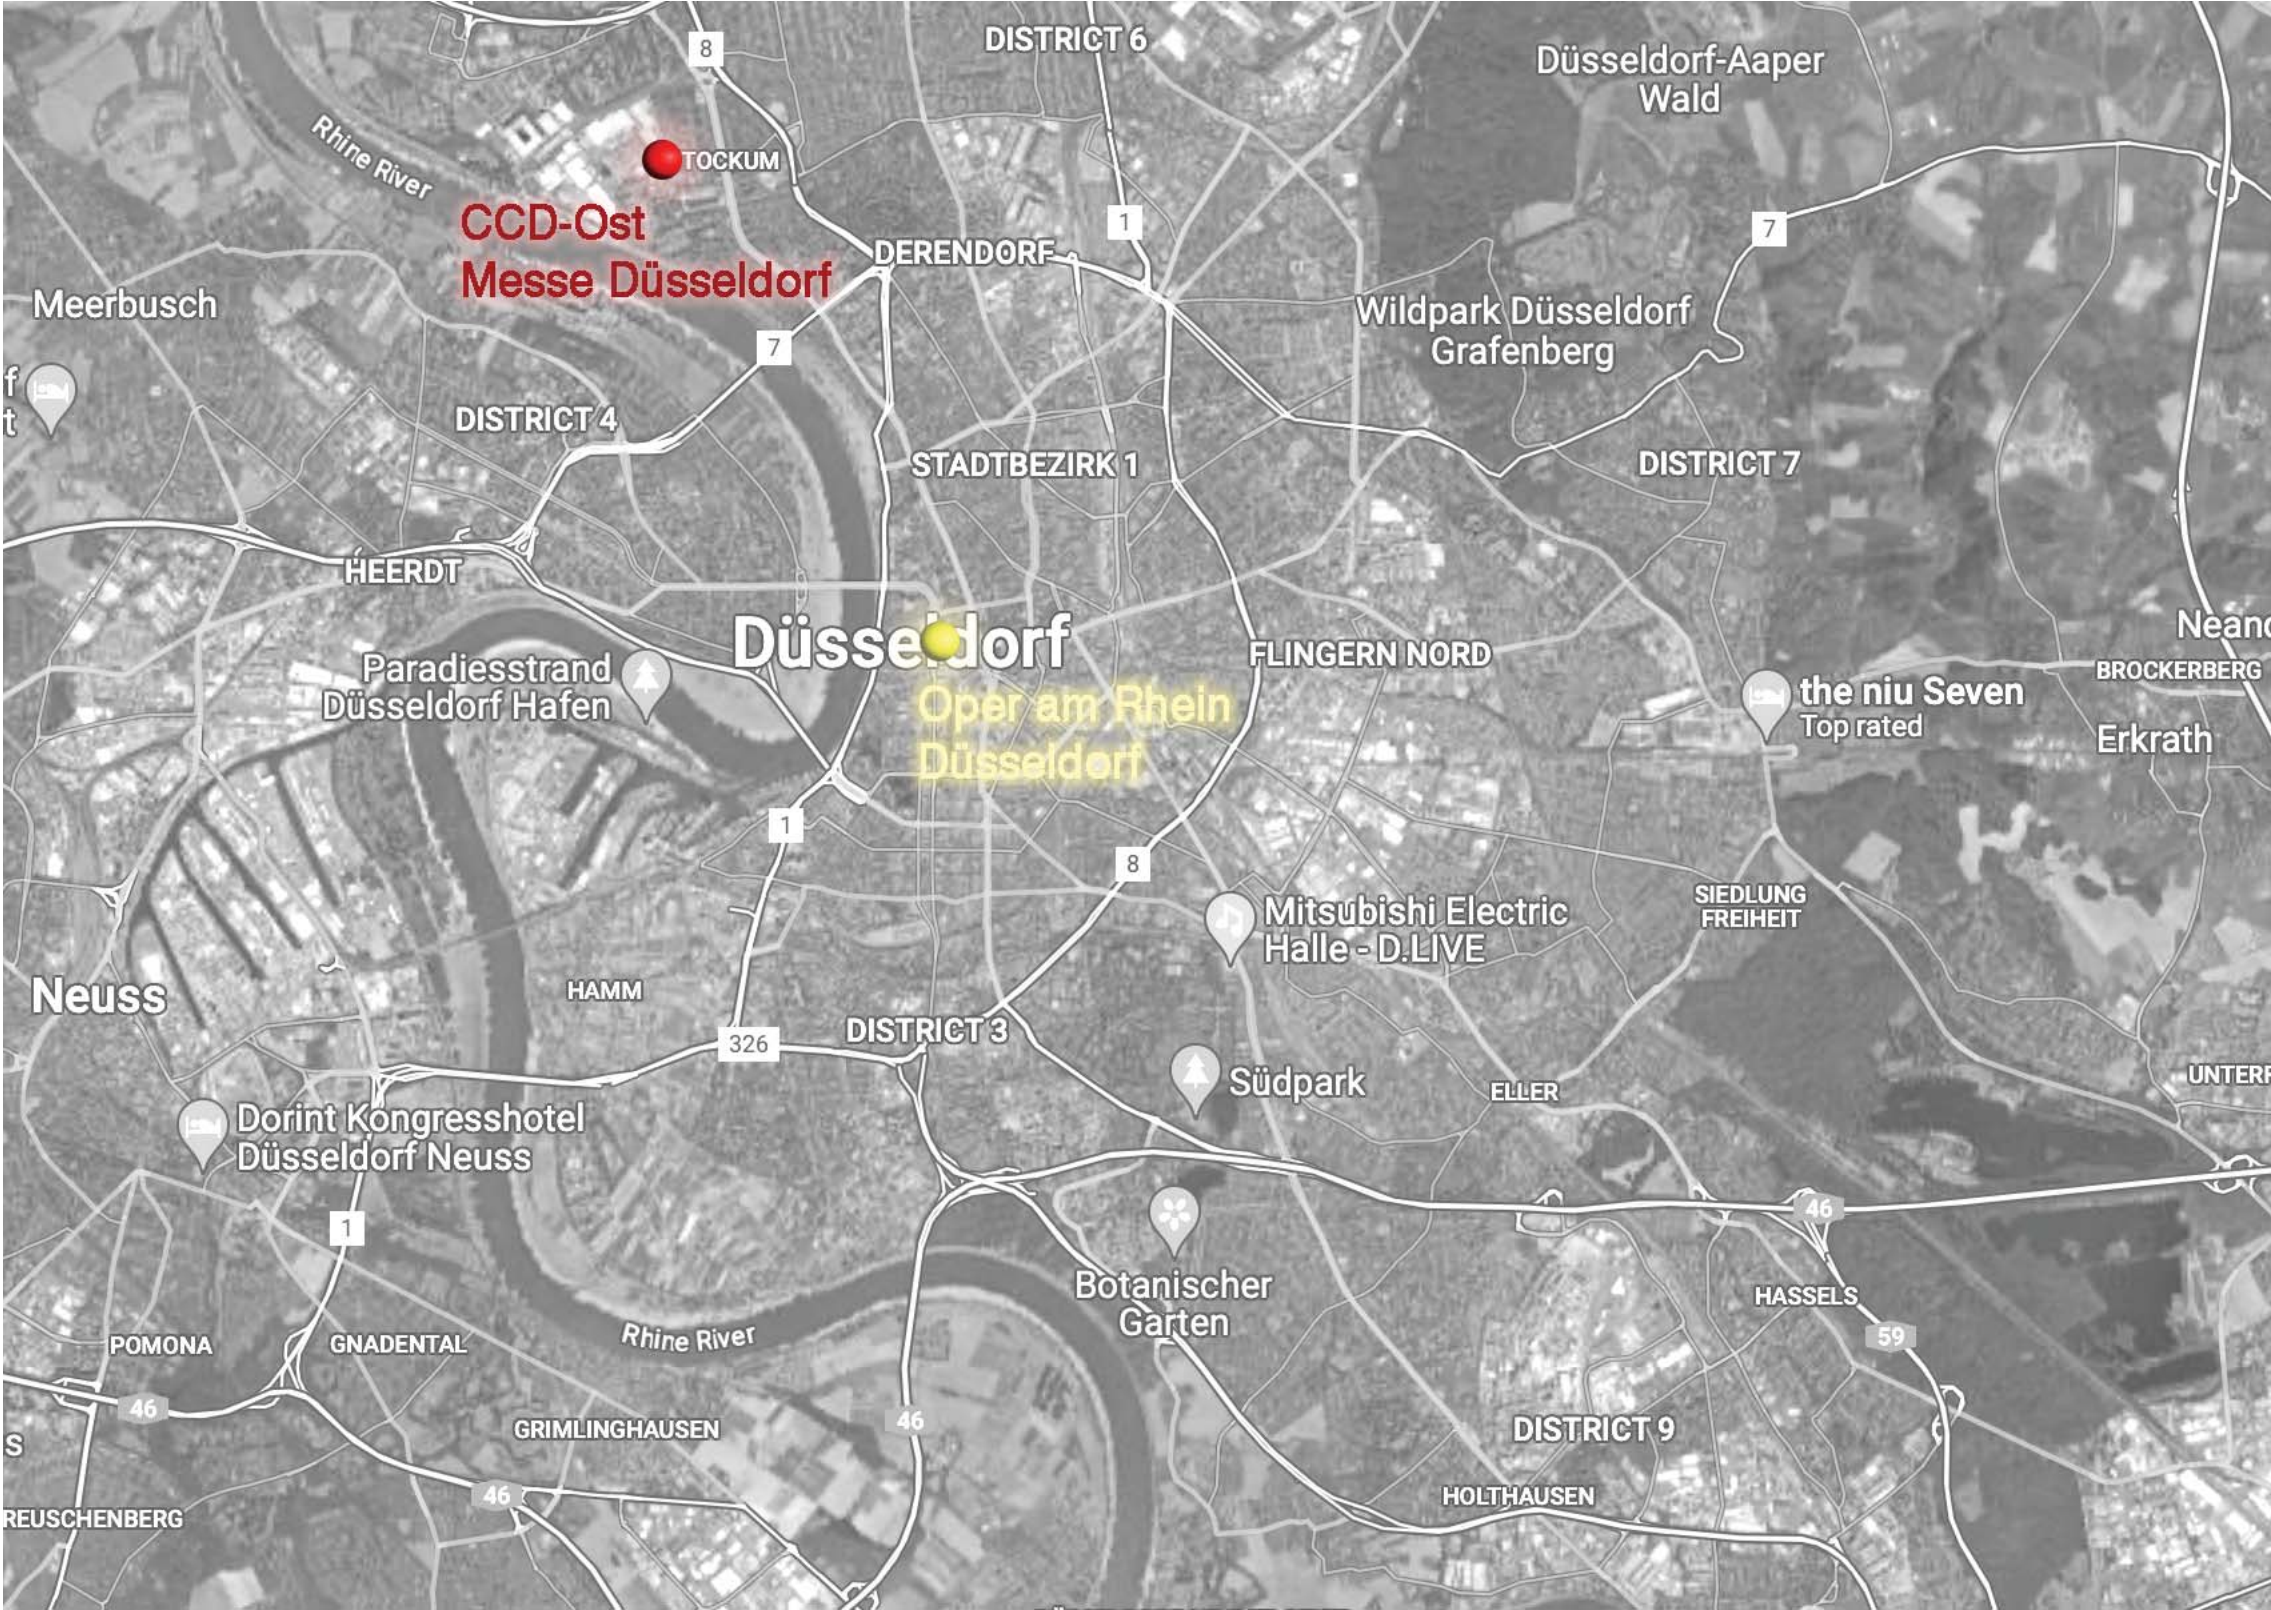 8
DISTRICT 6
Düsseldorf-Aaper
Wald
Rhine River
TOCKUM
CCD-Ost
Messe Düsseldorf
1
7
DERENDORF
Meerbusch
Wildpark Düsseldorf
Grafenberg
7
f
t
DISTRICT 4
STADTBEZIRK 1
DISTRICT 7
HEERDT
Düsseldorf
FLINGERN NORD
Neand
BROCKERBERG
Paradiesstrand
Düsseldorf Hafen
Oper am Rhein
Düsseldorf
the niu Seven
Top rated
Erkrath
1
8
SIEDLUNG
FREIHEIT
Mitsubishi Electric
Halle - D.LIVE
Neuss
HAMM
326
DISTRICT 3
Südpark
ELLER
UNTERF
Dorint Kongresshotel
Düsseldorf Neuss
1
46
Botanischer
Garten
HASSELS
59
Rhine River
POMONA
GNADENTAL
46
46
GRIMLINGHAUSEN
DISTRICT 9
s
46
HOLTHAUSEN
REUSCHENBERG